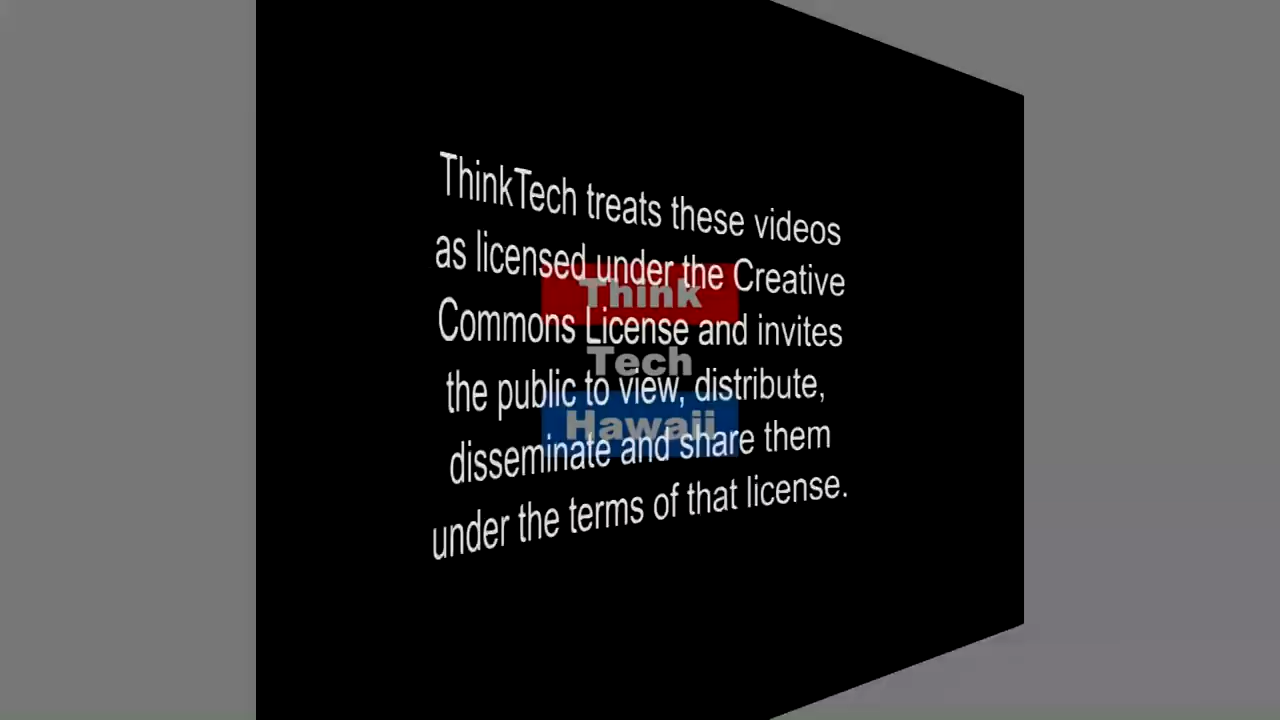 ThinkTech treats these videos
as licensed under the Creative
Commons License and invites
the public to view, distribute,
disseminate and share them
under the terms of that license.
Think
Tech
Hawaii